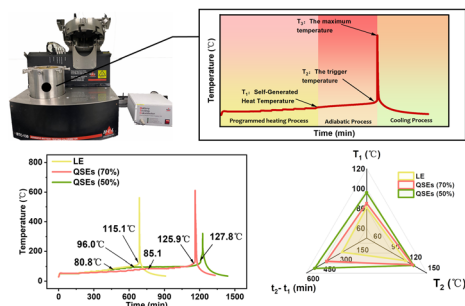 T₃: The maximum
temperature
T₂: The trigger
temperature
T₁: Self-Generated
Heat Temperature
Programmed heating Process
Adiabatic Process
Cooling Process
Temperature (℃)
Time (min)
LE
QSEs (70%)
QSEs (50%)
800
600
400
200
0
115.1℃
96.0℃
80.8℃
85.1
125.9℃
127.8℃
0
300
600
900
1200
1500
Temperature (℃)
T₁ (℃)
LE
QSEs (70%)
QSEs (50%)
120
100
80
60
60
150
T₂ (℃)
300
450
600
t₂- t₁ (min)